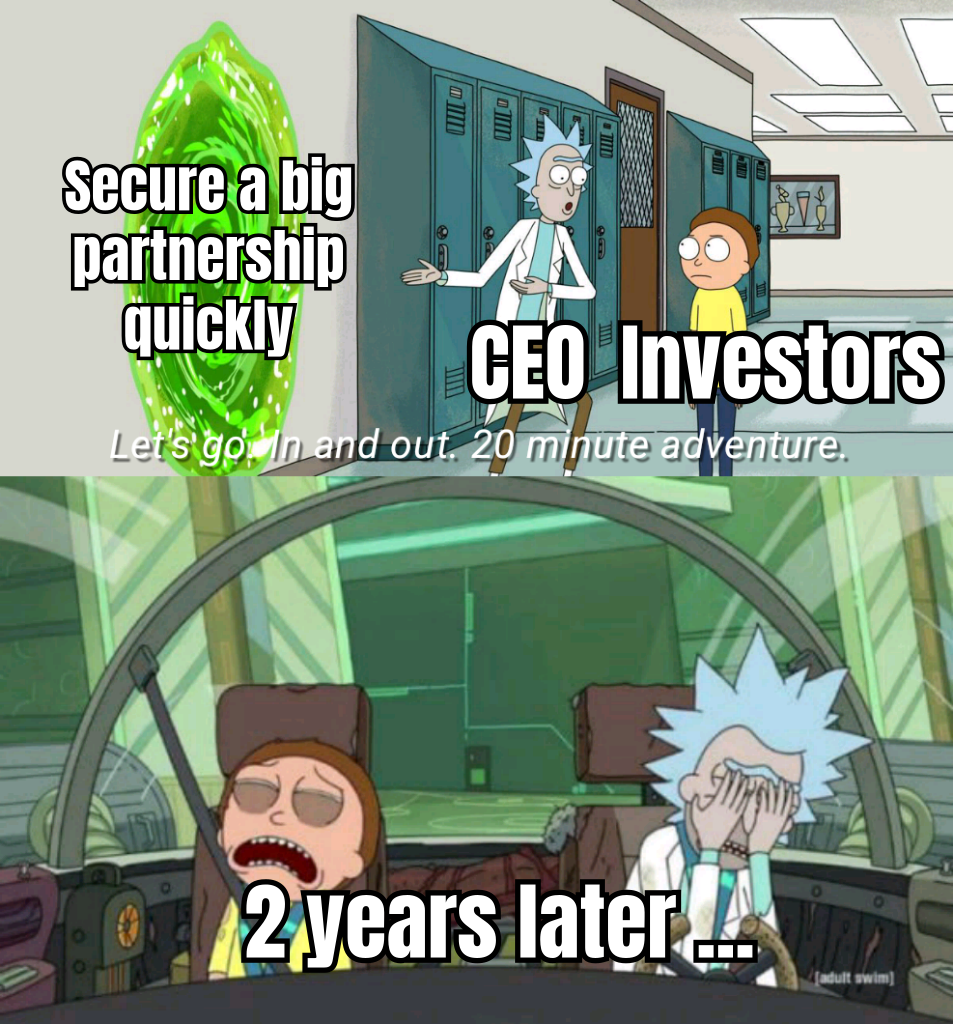 Secure a big
partnership
quickly
CEO Investors
Let's go. In and out. 20 minute adventure.
2 years later ...
[adult swim]